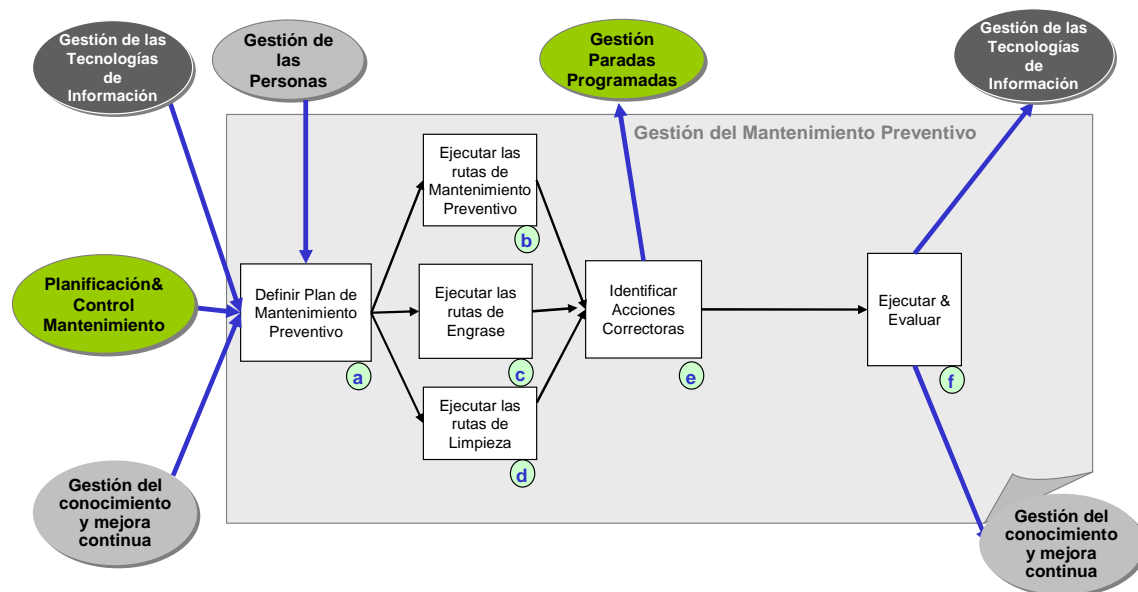 Gestión de las
Tecnologías
de
Información
Gestión de
las
Personas
Gestión
Paradas
Programadas
Gestión de las
Tecnologías
de
Información
Gestión del Mantenimiento Preventivo
Ejecutar las
rutas de
Mantenimiento
Preventivo
b
Planificación&
Control
Mantenimiento
Definir Plan de
Mantenimiento
Preventivo
a
Ejecutar las
rutas de
Engrase
c
Identificar
Acciones
Correctoras
e
Ejecutar &
Evaluar
f
Ejecutar las
rutas de
Limpieza
d
Gestión del
conocimiento
y mejora
continua
Gestión del
conocimiento
y mejora
continua